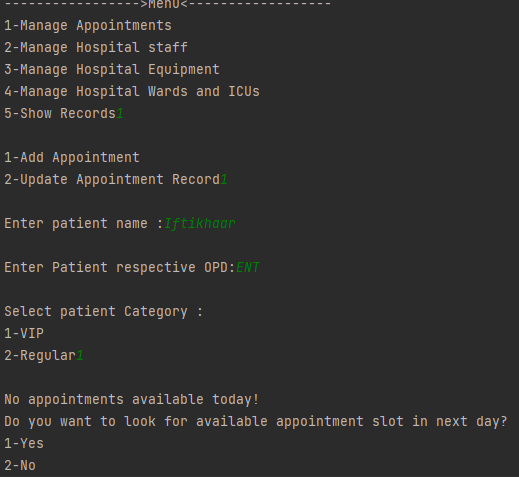 ----------------->Menu<------------------
1-Manage Appointments
2-Manage Hospital staff
3-Manage Hospital Equipment
4-Manage Hospital Wards and ICUs
5-Show Records1
1-Add Appointment
2-Update Appointment Record1
Enter patient name :Iftikhaar
Enter Patient respective OPD:ENT
Select patient Category :
1-VIP
2-Regular1
No appointments available today!
Do you want to look for available appointment slot in next day?
1-Yes
2-No